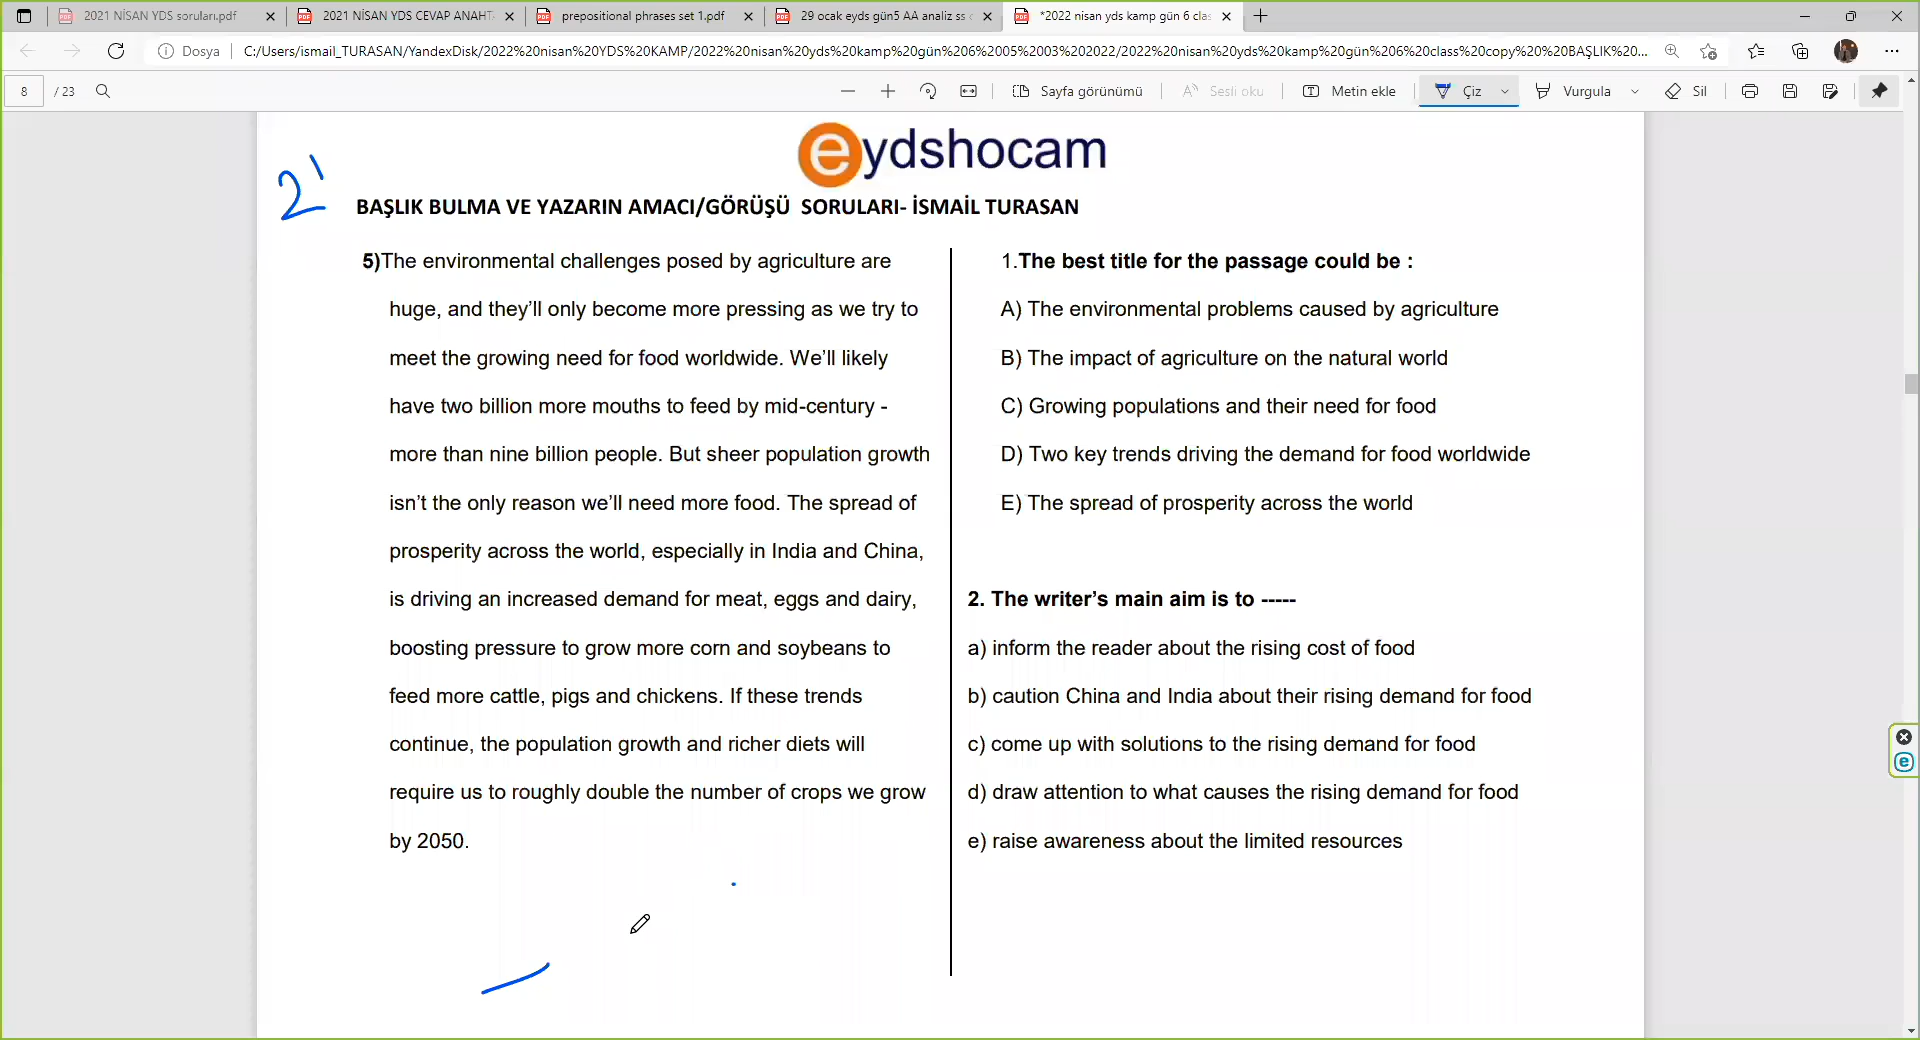 2021 NİSAN YDS soruları.pdf
2021 NİSAN YDS CEVAP ANAHT
prepositional phrases set 1.pdf
29 ocak eyds gün5 AA analiz ss c
*2022 nisan yds kamp gün 6 clas
Dosya
C:/Users/ismail_TURASAN/YandexDisk/2022%20nisan%20YDS%20KAMP/2022%20nisan%20yds%20kamp%20gün%206%2005%2003%202022/2022%20nisan%20yds%20kamp%20gün%206%20class%20copy%20%20BAŞLIK%20...
8 / 23
Sayfa görünümü
Sesli oku
Metin ekle
Çiz
Vurgula
Sil
eydshocam
2'
BAŞLIK BULMA VE YAZARIN AMACI/GÖRÜŞÜ SORULARI- İSMAİL TURASAN
5)The environmental challenges posed by agriculture are
huge, and they’ll only become more pressing as we try to
meet the growing need for food worldwide. We’ll likely
have two billion more mouths to feed by mid-century -
more than nine billion people. But sheer population growth
isn’t the only reason we’ll need more food. The spread of
prosperity across the world, especially in India and China,
is driving an increased demand for meat, eggs and dairy,
boosting pressure to grow more corn and soybeans to
feed more cattle, pigs and chickens. If these trends
continue, the population growth and richer diets will
require us to roughly double the number of crops we grow
by 2050.
1.The best title for the passage could be :
A) The environmental problems caused by agriculture
B) The impact of agriculture on the natural world
C) Growing populations and their need for food
D) Two key trends driving the demand for food worldwide
E) The spread of prosperity across the world
2. The writer’s main aim is to -----
a) inform the reader about the rising cost of food
b) caution China and India about their rising demand for food
c) come up with solutions to the rising demand for food
d) draw attention to what causes the rising demand for food
e) raise awareness about the limited resources